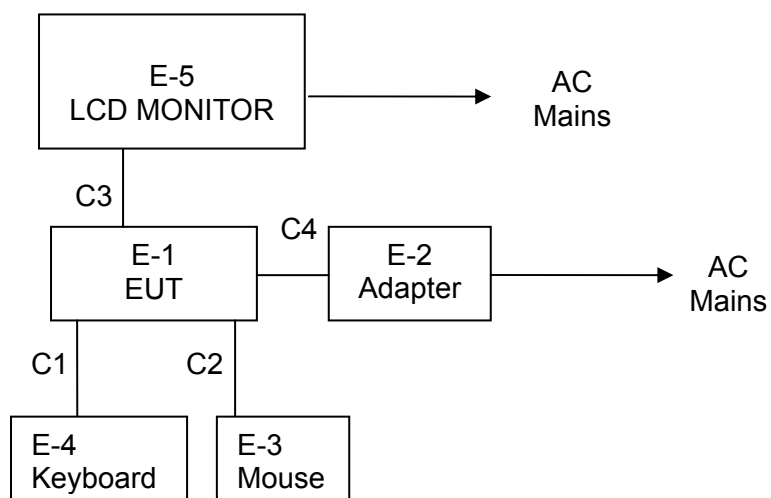 E-5
LCD MONITOR
AC
Mains
C3
C4
E-1
EUT
E-2
Adapter
AC
Mains
C1
C2
E-4
Keyboard
E-3
Mouse